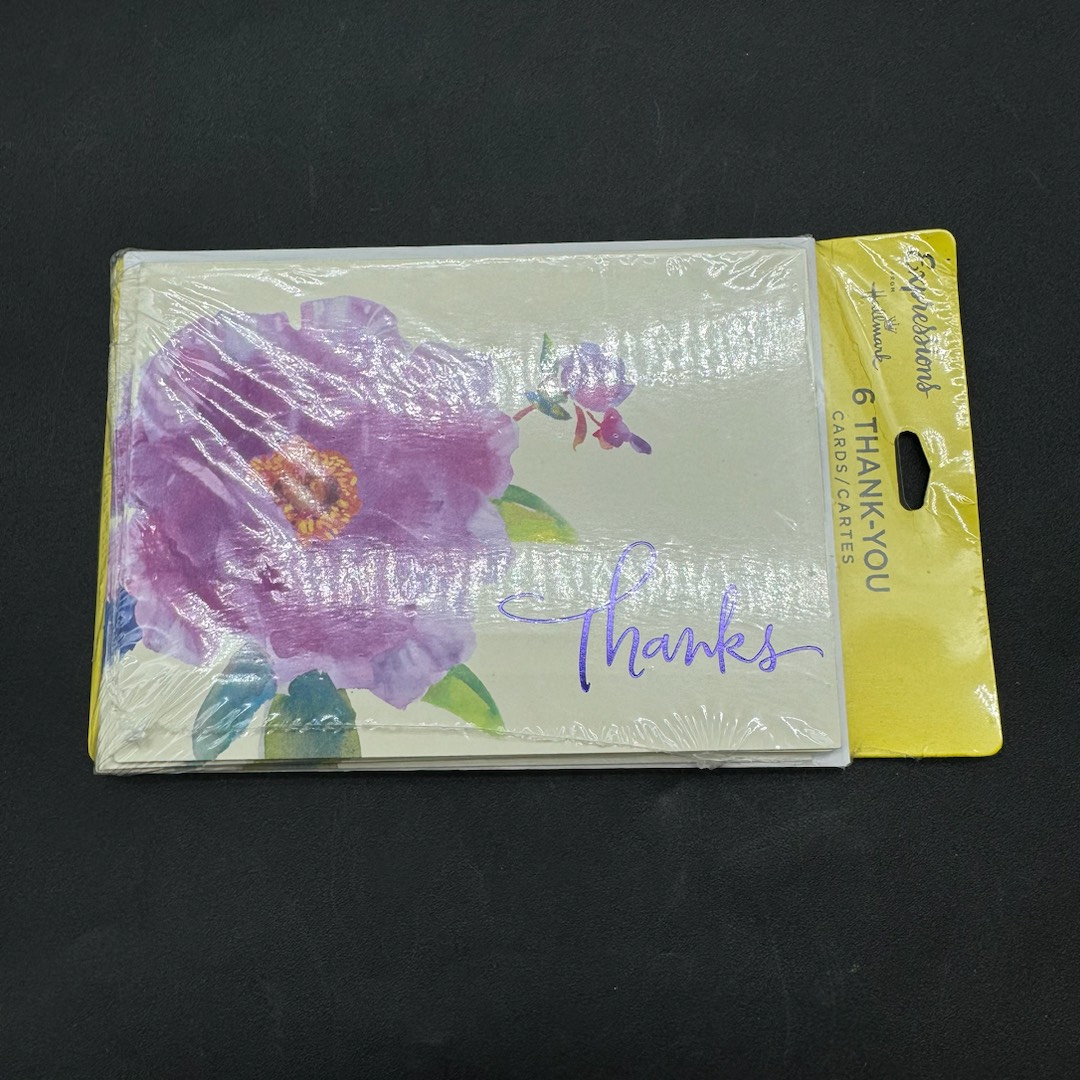 Expressions
FROM
Hallmark
6 THANK-YOU
CARDS/CARTES
Thanks